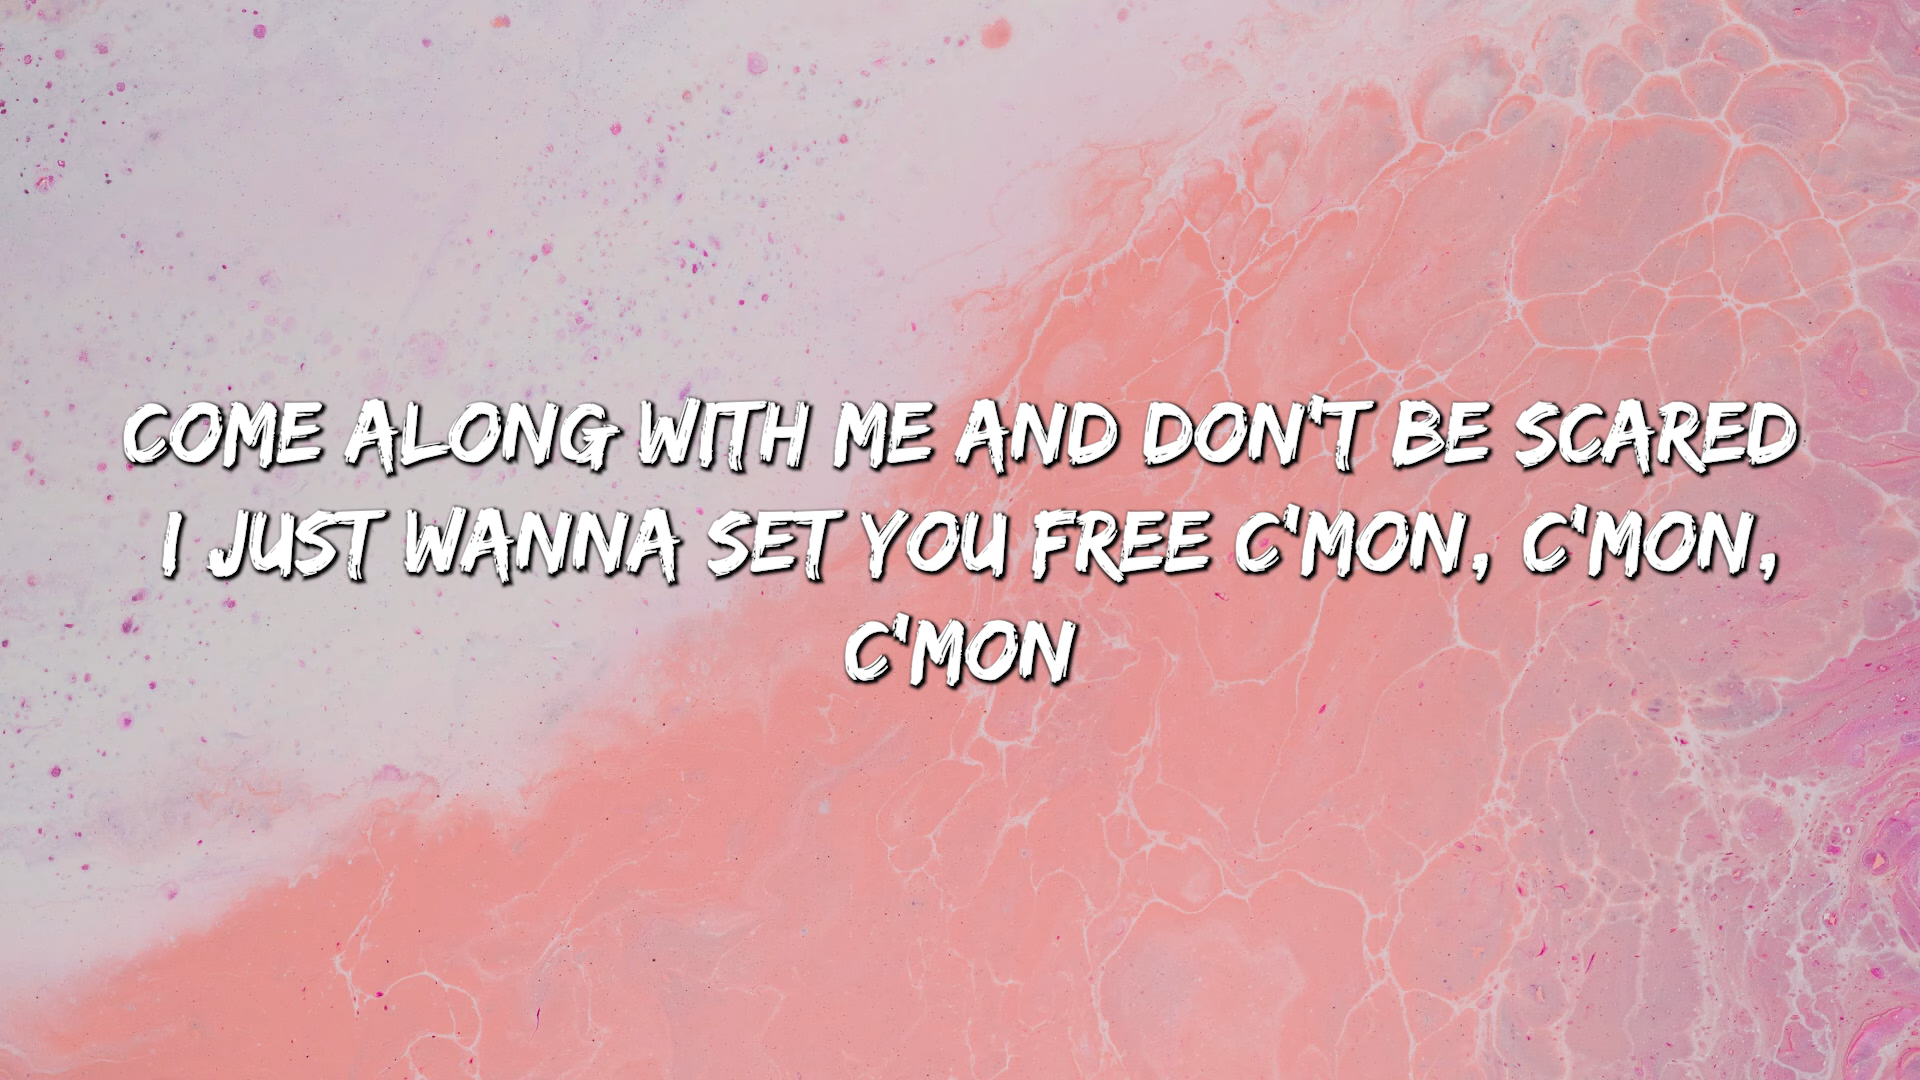 COME ALONG WITH ME AND DON'T BE SCARED
I JUST WANNA SET YOU FREE C'MON, C'MON,
C'MON